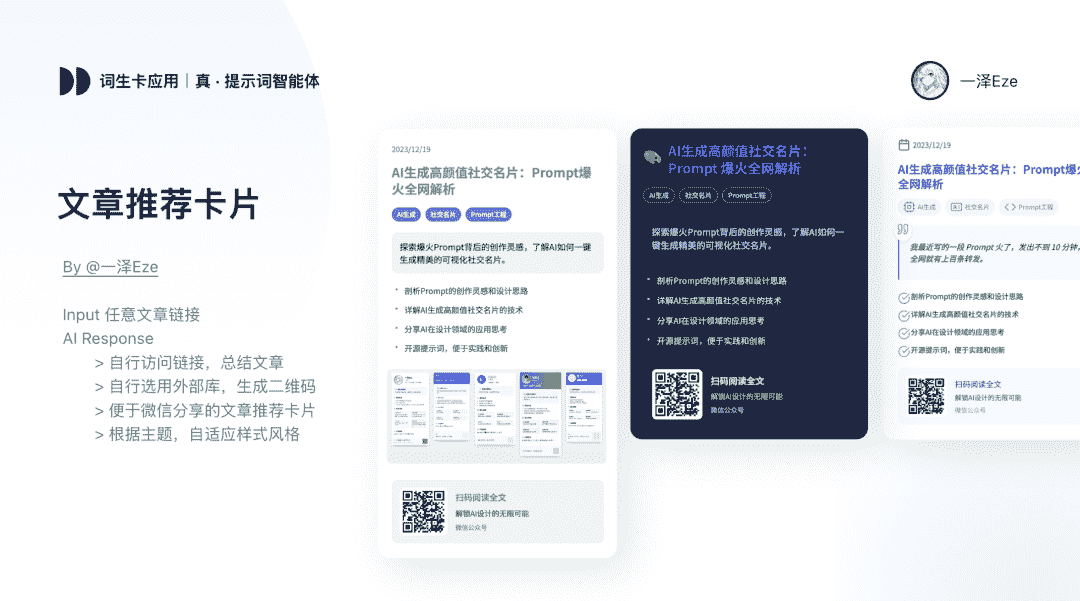 词生卡应用｜真 · 提示词智能体
一泽Eze
文章推荐卡片
By @一泽Eze
Input 任意文章链接
AI Response
> 自行访问链接，总结文章
> 自行选用外部库，生成二维码
> 便于微信分享的文章推荐卡片
> 根据主题，自适应样式风格
2023/12/19
AI生成高颜值社交名片：Prompt爆
火全网解析
AI生成
社交名片
Prompt工程
探索爆火Prompt背后的创作灵感，了解AI如何一键
生成精美的可视化社交名片。
· 剖析Prompt的创作灵感和设计思路
· 详解AI生成高颜值社交名片的技术
· 分享AI在设计领域的应用思考
· 开源提示词，便于实践和创新
扫码阅读全文
解锁AI设计的无限可能
微信公众号
AI生成高颜值社交名片：
Prompt 爆火全网解析
AI生成
社交名片
Prompt工程
探索爆火Prompt背后的创作灵感，了解AI如何一
键生成精美的可视化社交名片。
· 剖析Prompt的创作灵感和设计思路
· 详解AI生成高颜值社交名片的技术
· 分享AI在设计领域的应用思考
· 开源提示词，便于实践和创新
扫码阅读全文
解锁AI设计的无限可能
微信公众号
2023/12/19
AI生成高颜值社交名片：Prompt爆火
全网解析
AI生成
社交名片
Prompt工程
我最近写的一段 Prompt 火了，发出不到 10 分钟，
全网就有上百条转发。
剖析Prompt的创作灵感和设计思路
详解AI生成高颜值社交名片的技术
分享AI在设计领域的应用思考
开源提示词，便于实践和创新
扫码阅读全文
解锁AI设计的无限可能
微信公众号